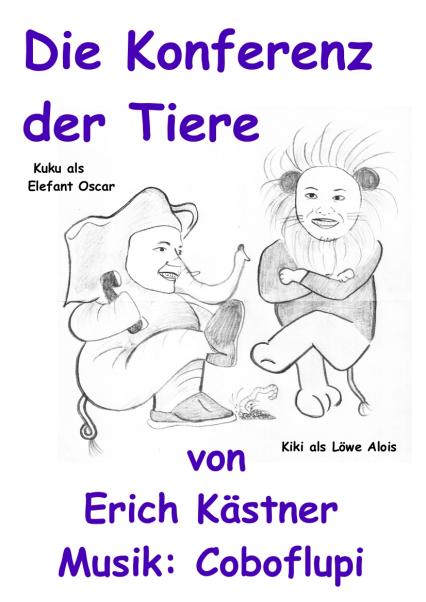 Die Konferenz
der Tiere
Kuku als
Elefant Oscar
Kiki als Löwe Alois
von
Erich Kästner
Musik: Coboflupi